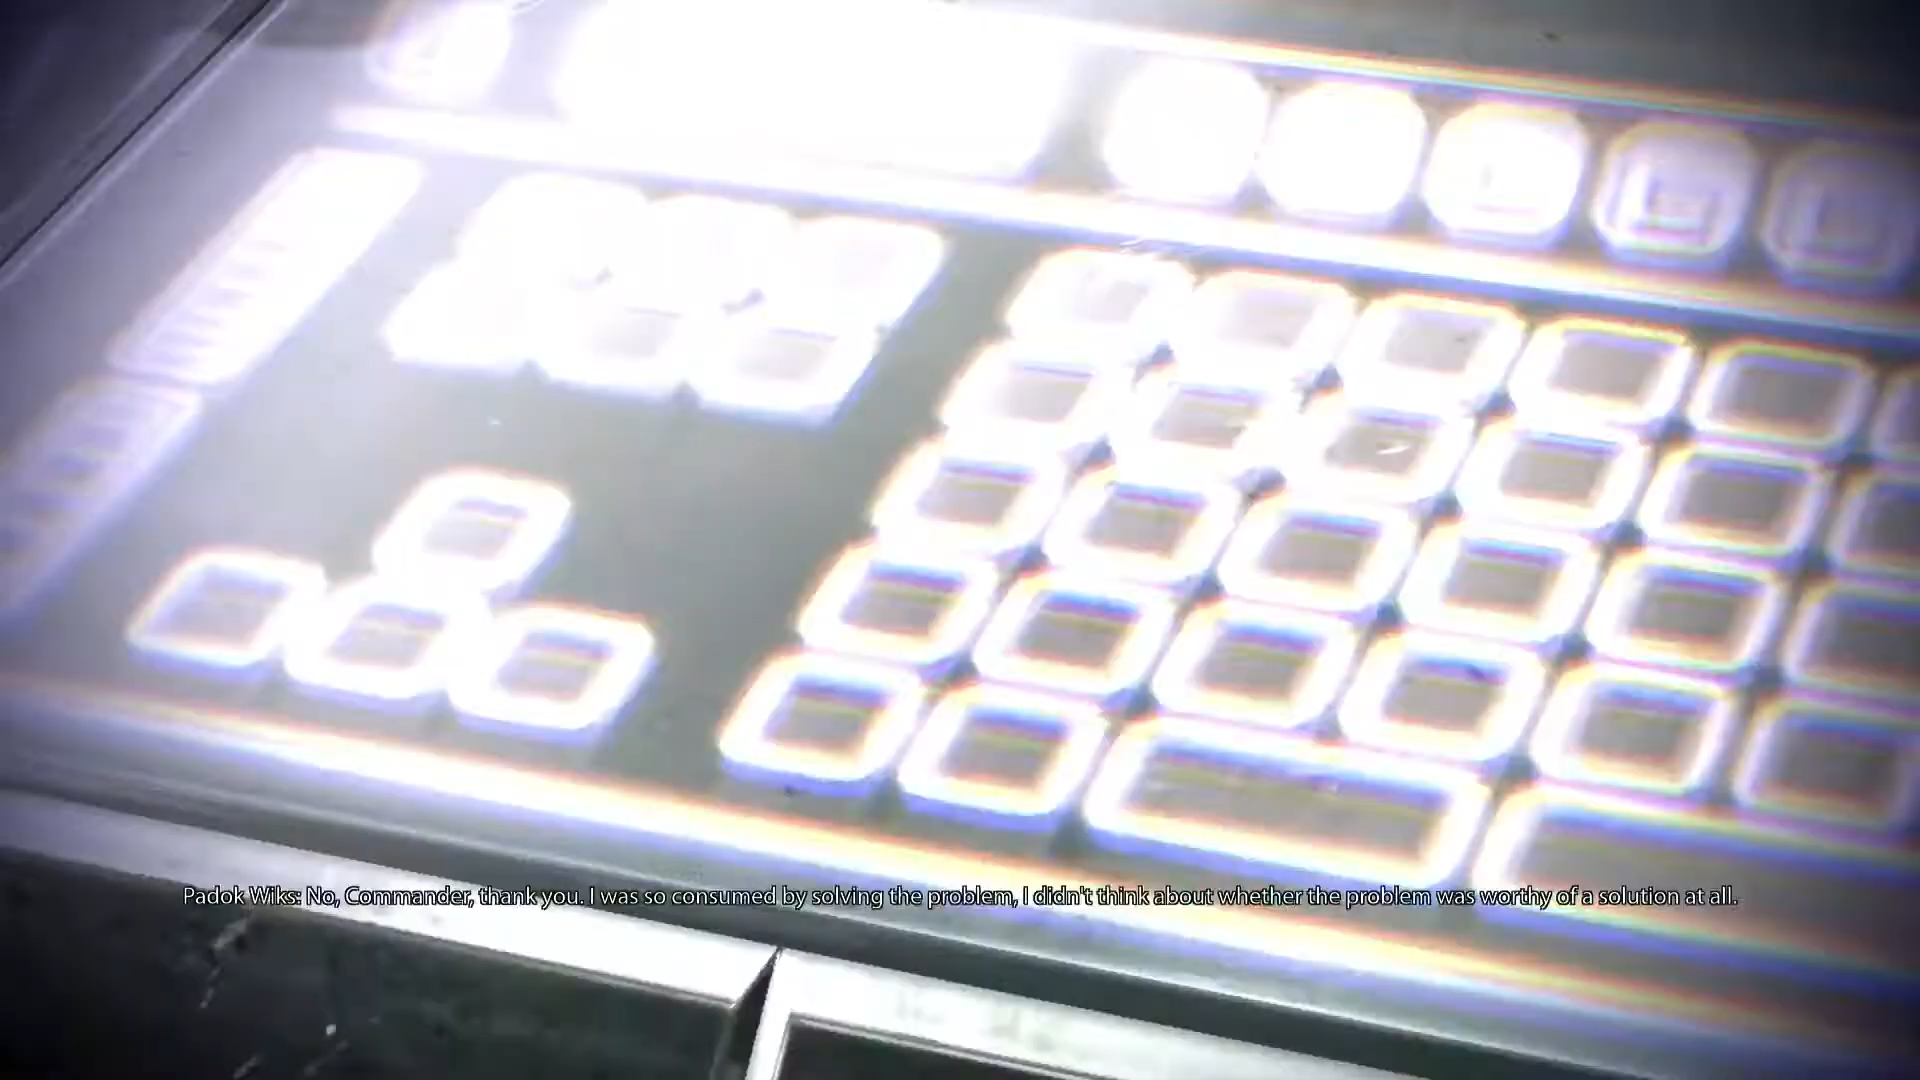 Padok Wiks: No, Commander, thank you. I was so consumed by solving the problem, I didn't think about whether the problem was worthy of a solution at all.